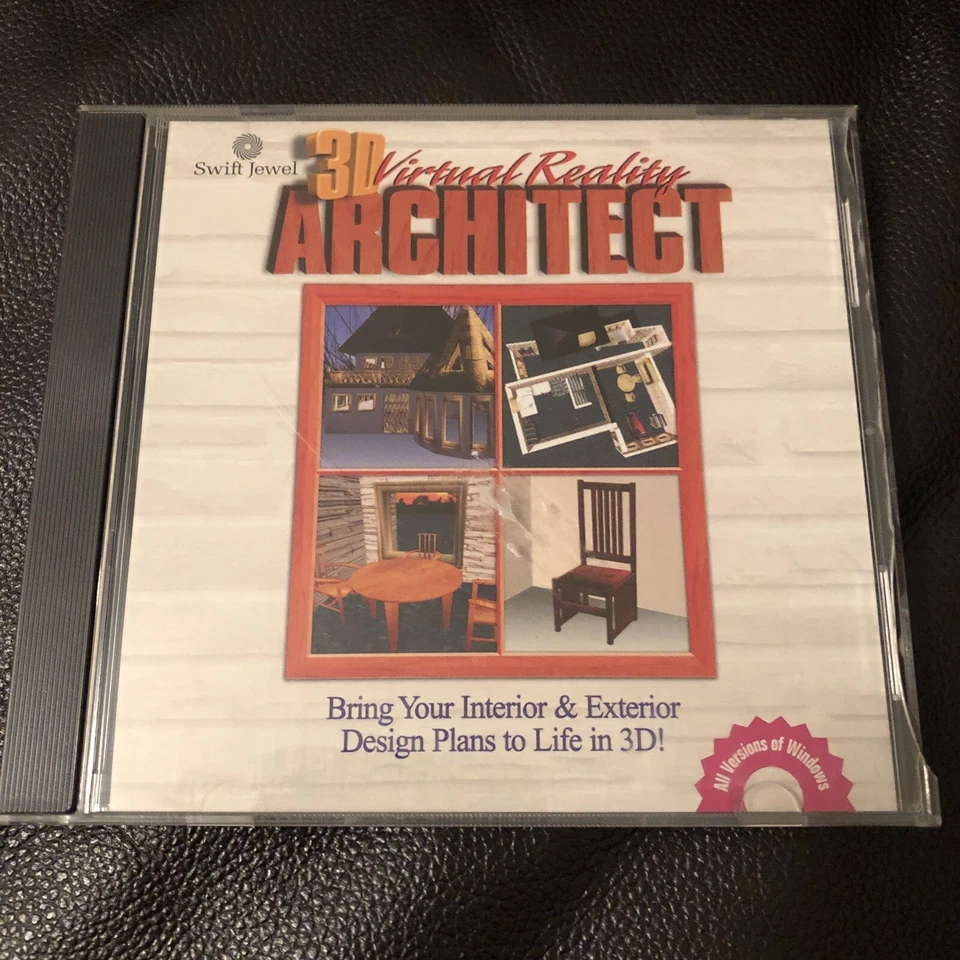 Swift Jewel
3D Virtual Reality
ARCHITECT
Bring Your Interior & Exterior
Design Plans to Life in 3D!
All Versions of Windows